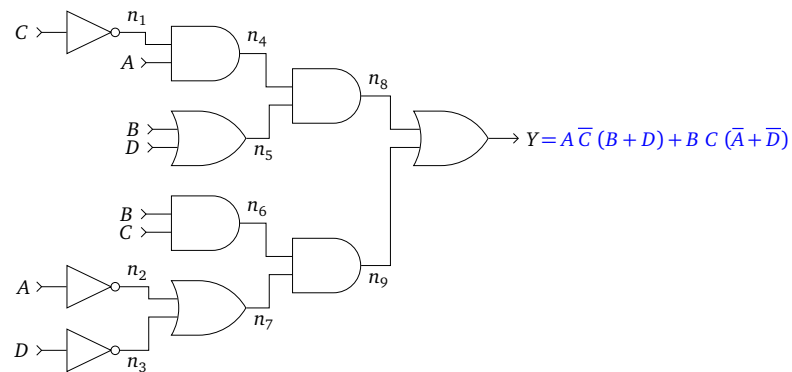 C
n₁
A
n₄
n₈
B
D
n₅
Y = A C̅ (B + D) + B C (A̅ + D̅)
B
C
n₆
n₉
A
n₂
n₇
D
n₃